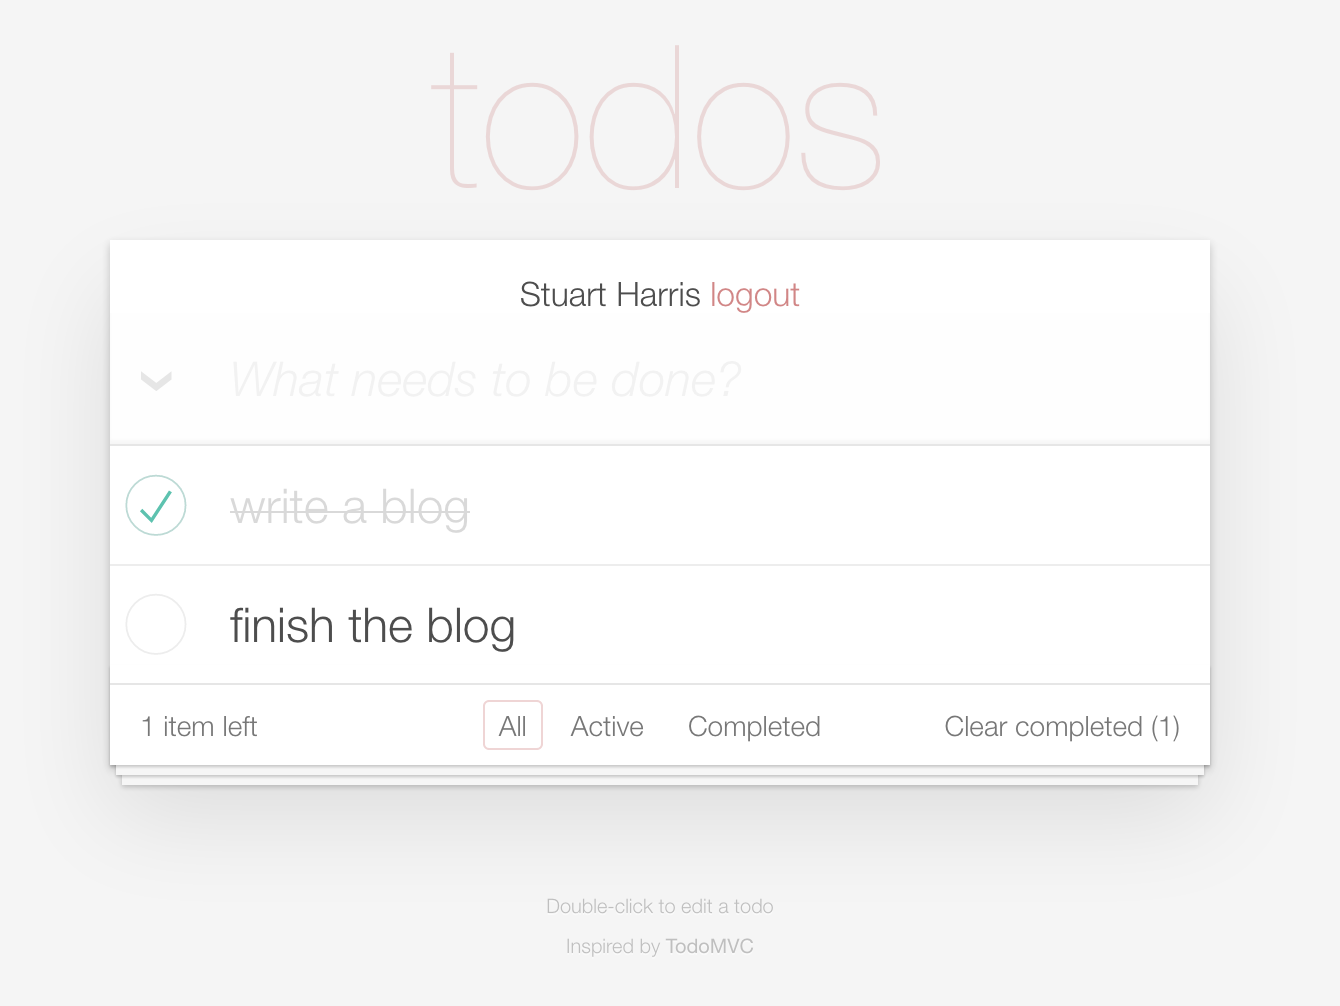 todos
Stuart Harris logout
What needs to be done?
write a blog
finish the blog
1 item left All Active Completed Clear completed (1)
Double-click to edit a todo
Inspired by TodoMVC